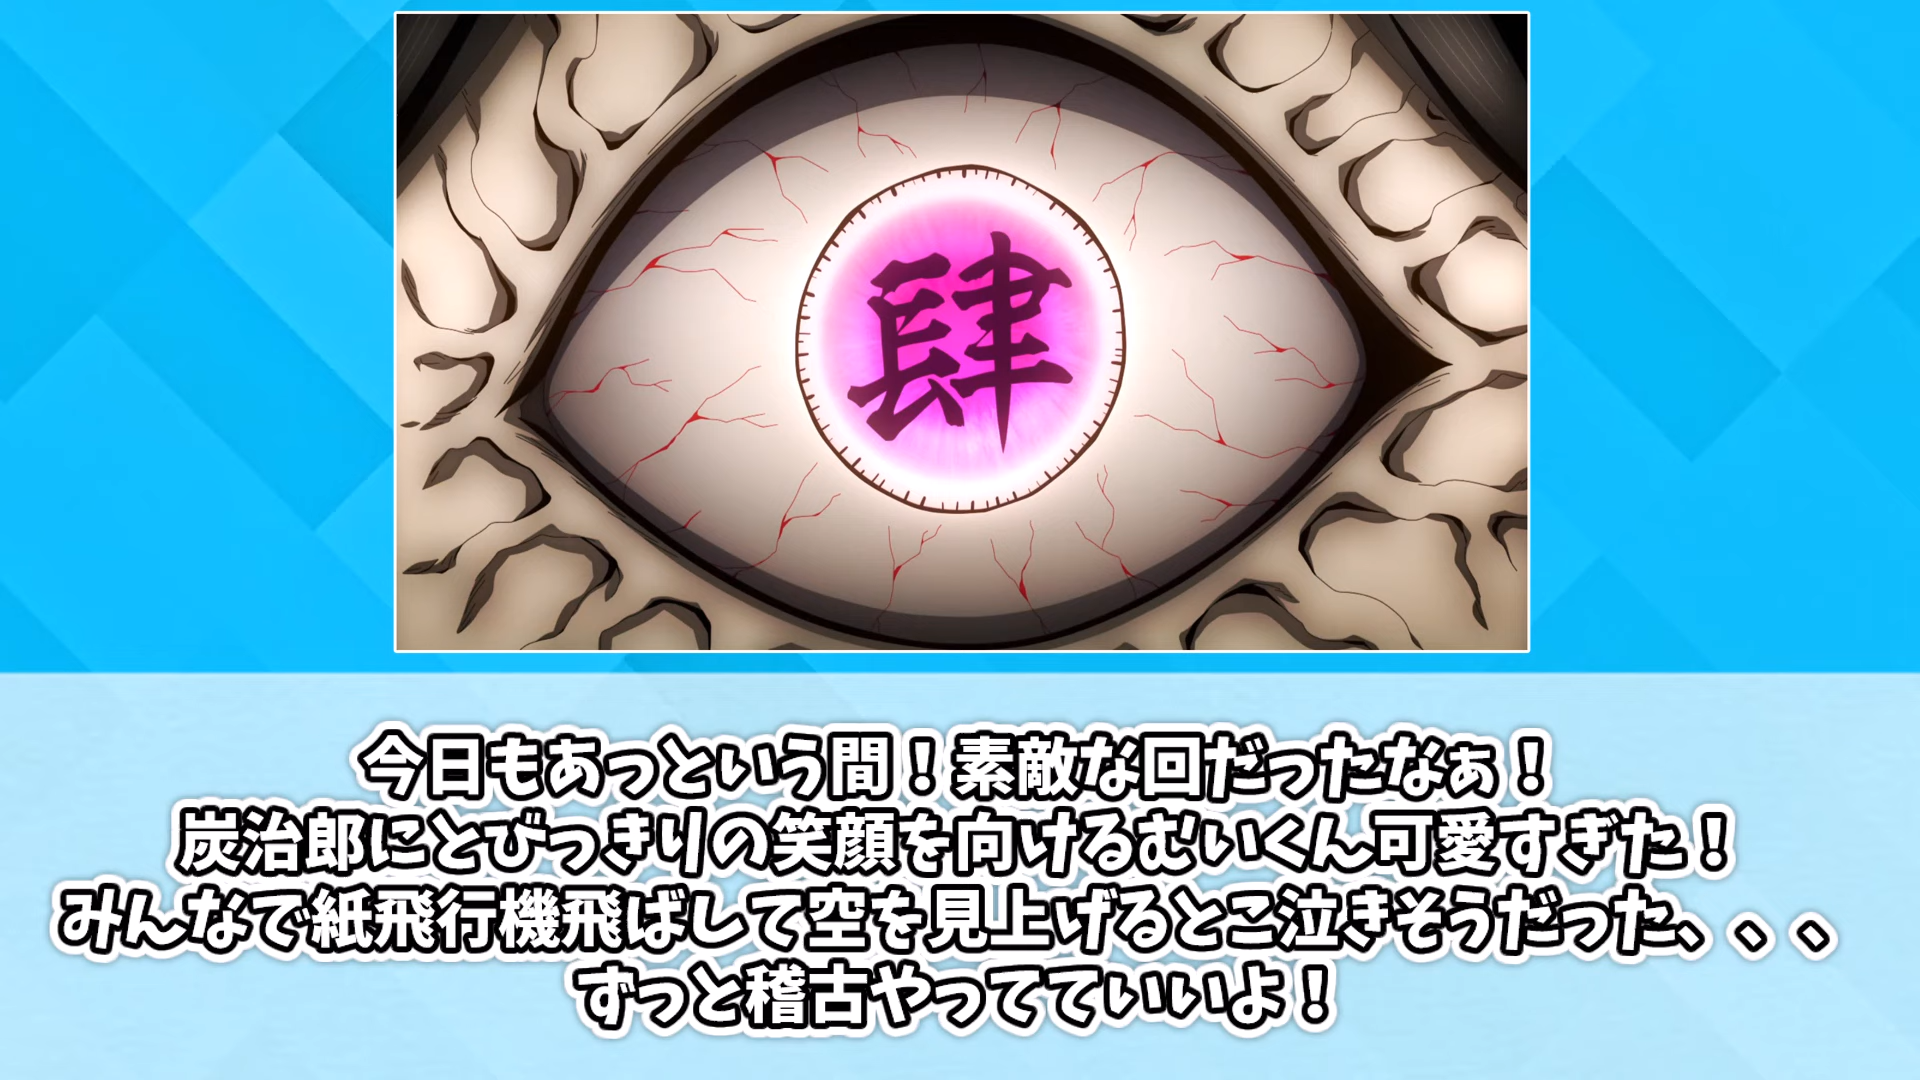 肆
今日もあっという間！素敵な回だったなぁ！
炭治郎にとびっきりの笑顔を向けるむいくん可愛すぎた！
みんなで紙飛行機飛ばして空を見上げるとこ泣きそうだった、、、
ずっと稽古やってていいよ！